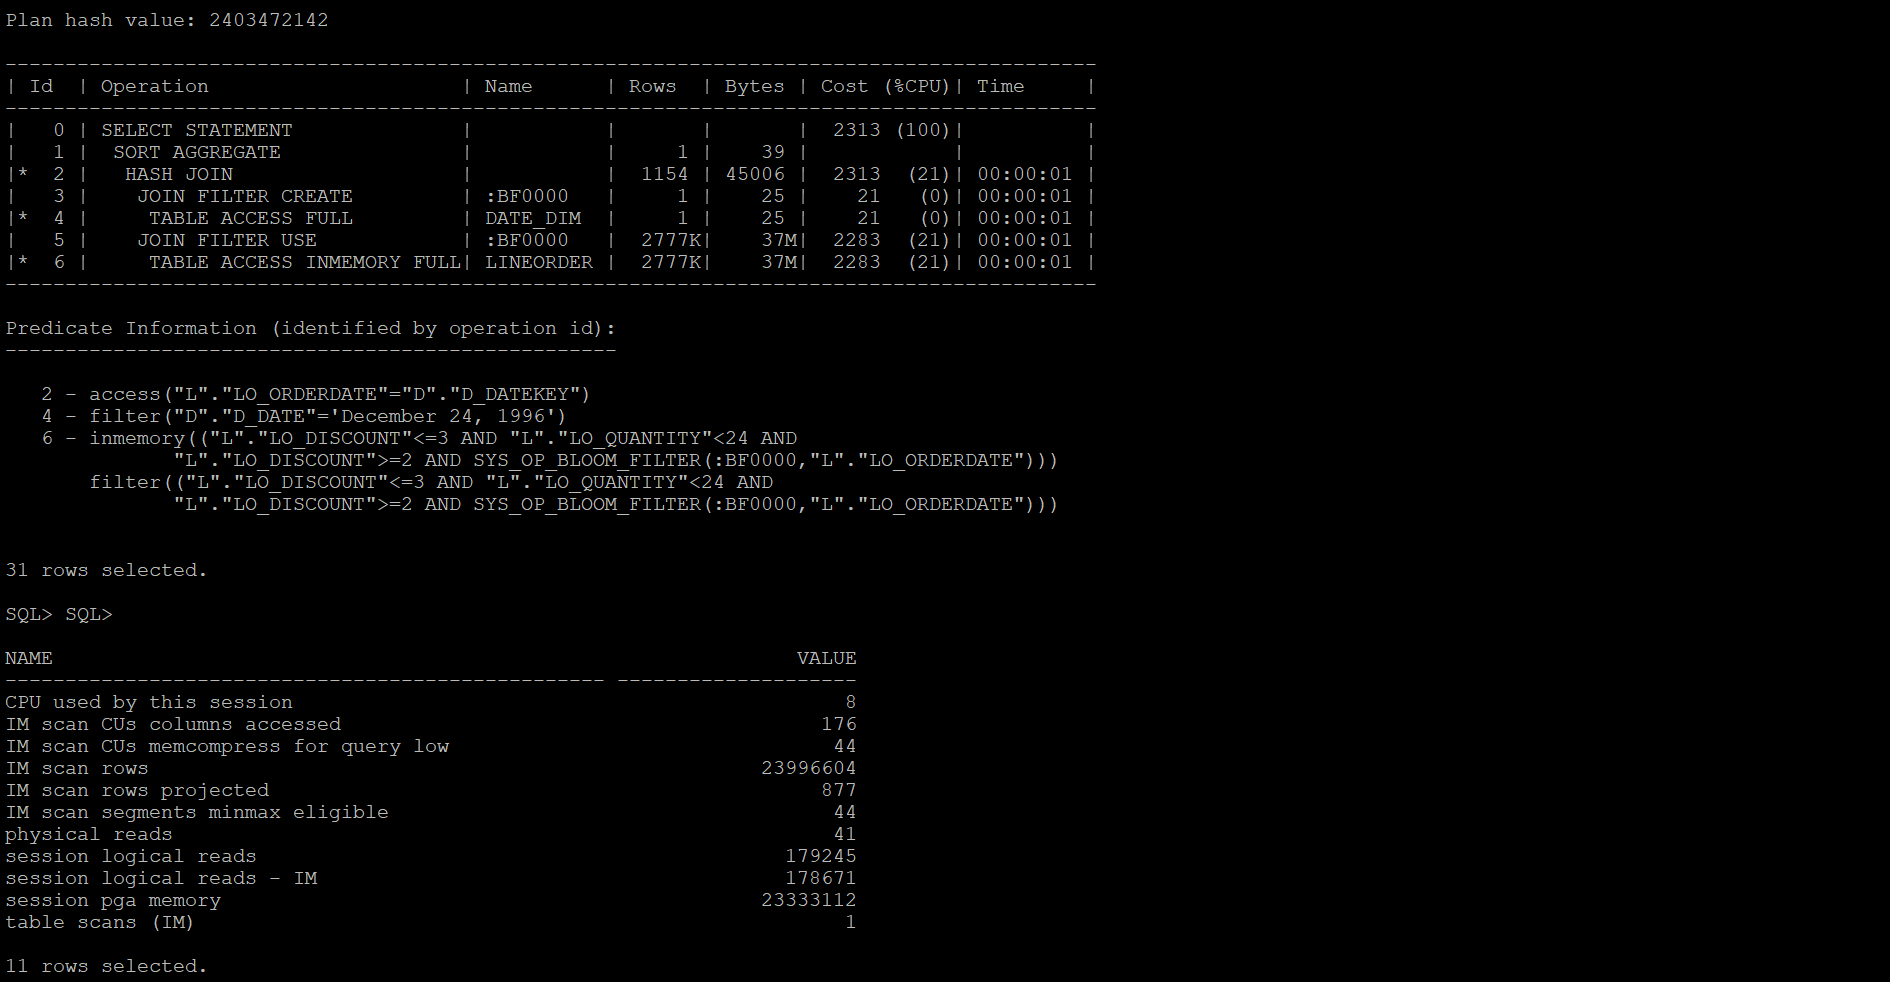 Plan hash value: 2403472142
-------------------------------------------------------------------------------------------
| Id  | Operation                     | Name      | Rows  | Bytes | Cost (%CPU)| Time     |
-------------------------------------------------------------------------------------------
|   0 | SELECT STATEMENT              |           |       |       |  2313 (100)|          |
|   1 |  SORT AGGREGATE               |           |     1 |    39 |            |          |
|*  2 |   HASH JOIN                   |           |  1154 | 45006 |  2313  (21)| 00:00:01 |
|   3 |    JOIN FILTER CREATE         | :BF0000   |     1 |    25 |    21   (0)| 00:00:01 |
|*  4 |     TABLE ACCESS FULL         | DATE_DIM  |     1 |    25 |    21   (0)| 00:00:01 |
|   5 |    JOIN FILTER USE            | :BF0000   |  2777K|    37M|  2283  (21)| 00:00:01 |
|*  6 |     TABLE ACCESS INMEMORY FULL| LINEORDER |  2777K|    37M|  2283  (21)| 00:00:01 |
-------------------------------------------------------------------------------------------
Predicate Information (identified by operation id):
---------------------------------------------------
   2 - access("L"."LO_ORDERDATE"="D"."D_DATEKEY")
   4 - filter("D"."D_DATE"='December 24, 1996')
   6 - inmemory(("L"."LO_DISCOUNT"<=3 AND "L"."LO_QUANTITY"<24 AND
              "L"."LO_DISCOUNT">=2 AND SYS_OP_BLOOM_FILTER(:BF0000,"L"."LO_ORDERDATE")))
       filter(("L"."LO_DISCOUNT"<=3 AND "L"."LO_QUANTITY"<24 AND
              "L"."LO_DISCOUNT">=2 AND SYS_OP_BLOOM_FILTER(:BF0000,"L"."LO_ORDERDATE")))
31 rows selected.
SQL> SQL>
NAME                                                              VALUE
-------------------------------------------------- --------------------
CPU used by this session                                              8
IM scan CUs columns accessed                                        176
IM scan CUs memcompress for query low                                44
IM scan rows                                                   23996604
IM scan rows projected                                              877
IM scan segments minmax eligible                                     44
physical reads                                                       41
session logical reads                                            179245
session logical reads - IM                                       178671
session pga memory                                             23333112
table scans (IM)                                                      1
11 rows selected.